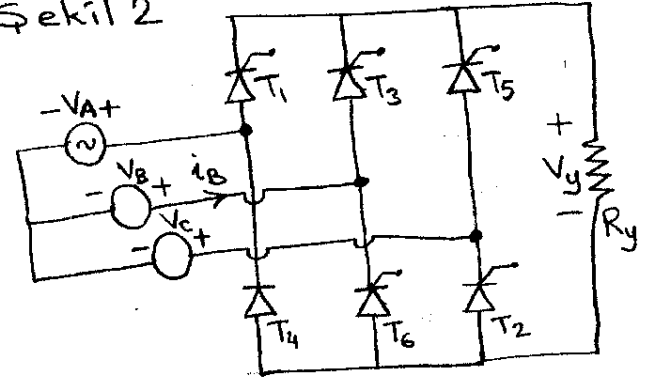 Şekil 2
T1
T3
T5
-VA+
~
- VB +
iB
- VC +
+
Vy
-
Ry
T4
T6
T2